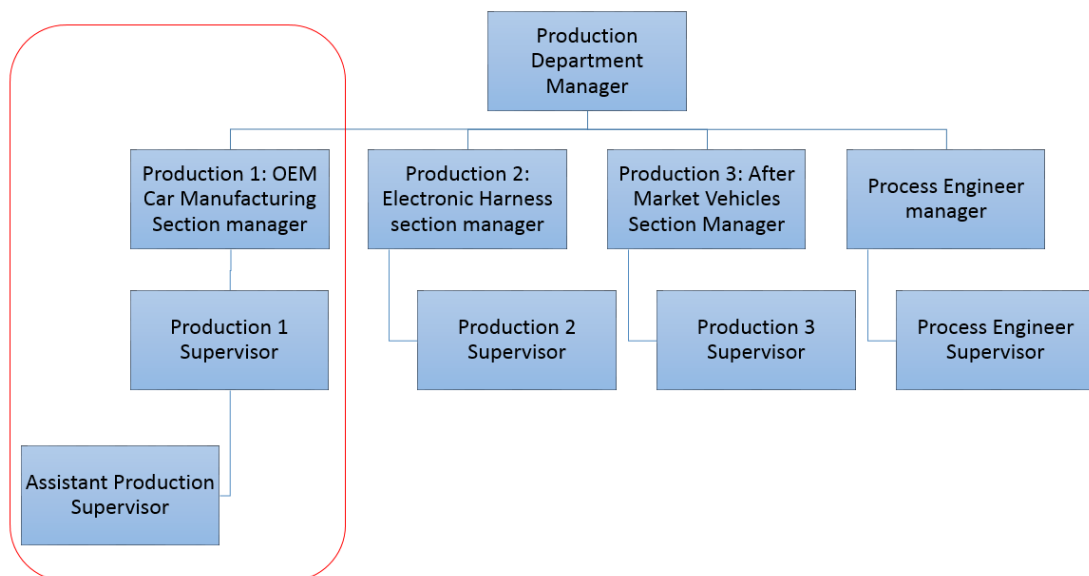 Production
Department
Manager
Production 1: OEM
Car Manufacturing
Section manager
Production 2:
Electronic Harness
section manager
Production 3: After
Market Vehicles
Section Manager
Process Engineer
manager
Production 1
Supervisor
Production 2
Supervisor
Production 3
Supervisor
Process Engineer
Supervisor
Assistant Production
Supervisor